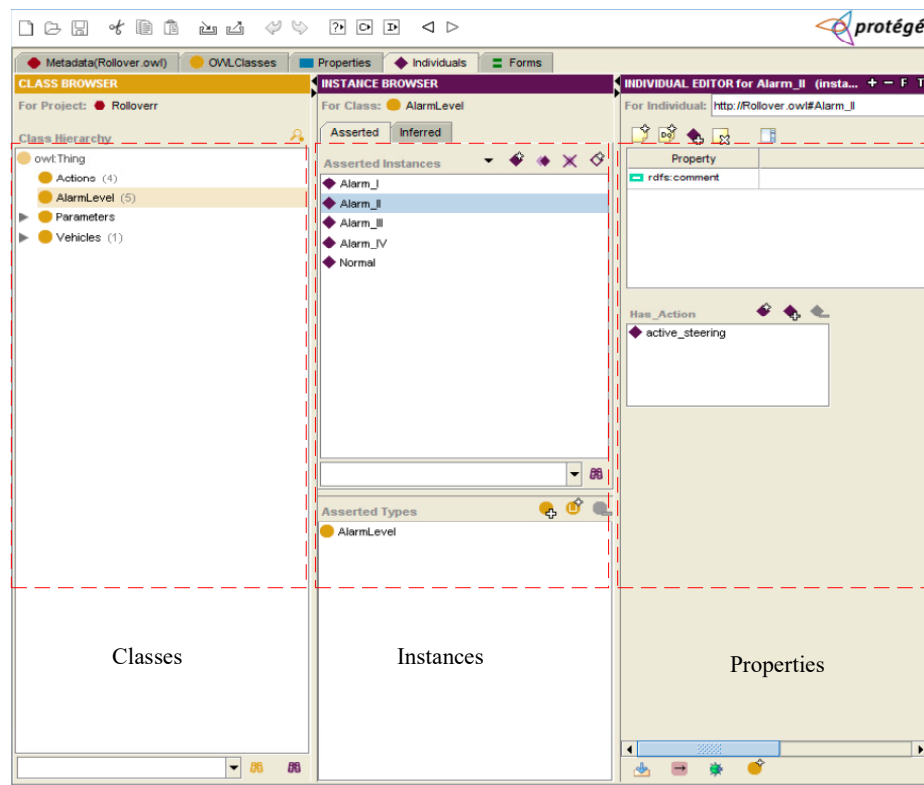 protégé
Metadata(Rollover.owl) OWLClasses Properties Individuals Forms
CLASS BROWSER
For Project: Rolloverr
Class Hierarchy
owl:Thing
Actions (4)
AlarmLevel (5)
Parameters
Vehicles (1)
Classes
INSTANCE BROWSER
For Class: AlarmLevel
Asserted Inferred
Asserted Instances
Alarm_I
Alarm_II
Alarm_III
Alarm_IV
Normal
Asserted Types
AlarmLevel
Instances
INDIVIDUAL EDITOR for Alarm_II (insta... + − F T
For Individual: http://Rollover.owl#Alarm_II
Property
rdfs:comment
Has_Action
active_steering
Properties